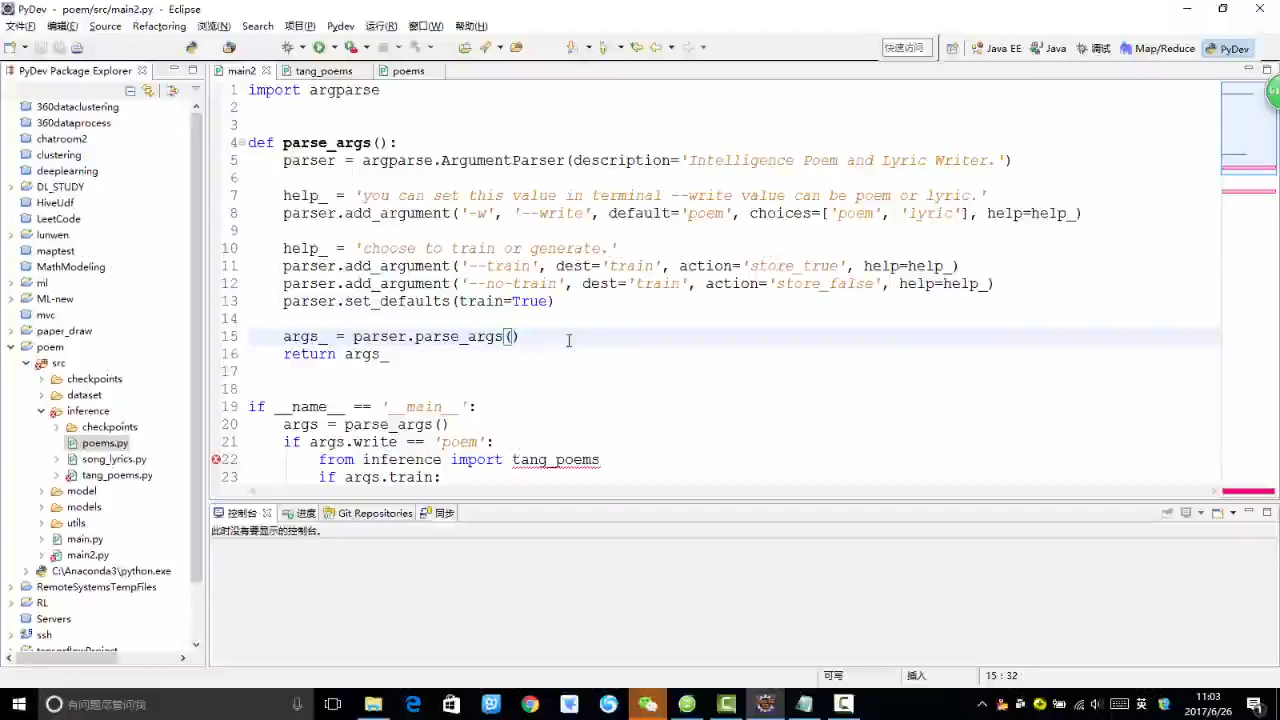 PyDev - poem/src/main2.py - Eclipse
文件(F) 编辑(E) Source Refactoring 浏览(N) Search 项目(P) Pydev 运行(R) 窗口(W) 帮助(H)
快速访问 Java EE Java 调试 Map/Reduce PyDev
PyDev Package Explorer
main2 tang_poems poems
360dataclustering
360dataprocess
chatroom2
clustering
deeplearning
DL_STUDY
HiveUdf
LeetCode
lunwen
maptest
MathModeling
ml
ML-new
mvc
paper_draw
poem
src
checkpoints
dataset
inference
checkpoints
poems.py
song_lyrics.py
tang_poems.py
model
models
utils
main.py
main2.py
C:\Anaconda3\python.exe
RemoteSystemsTempFiles
RL
Servers
ssh
1 import argparse
2
3
4 def parse_args():
5 parser = argparse.ArgumentParser(description='Intelligence Poem and Lyric Writer.')
6
7 help_ = 'you can set this value in terminal --write value can be poem or lyric.'
8 parser.add_argument('-w', '--write', default='poem', choices=['poem', 'lyric'], help=help_)
9
10 help_ = 'choose to train or generate.'
11 parser.add_argument('--train', dest='train', action='store_true', help=help_)
12 parser.add_argument('--no-train', dest='train', action='store_false', help=help_)
13 parser.set_defaults(train=True)
14
15 args_ = parser.parse_args()
16 return args_
17
18
19 if __name__ == '__main__':
20 args = parse_args()
21 if args.write == 'poem':
22 from inference import tang_poems
23 if args.train:
控制台 进度 Git Repositories 同步
此时没有要显示的控制台。
可写 插入 15 : 32
有问题尽管问我
英
11:03
2017/6/26